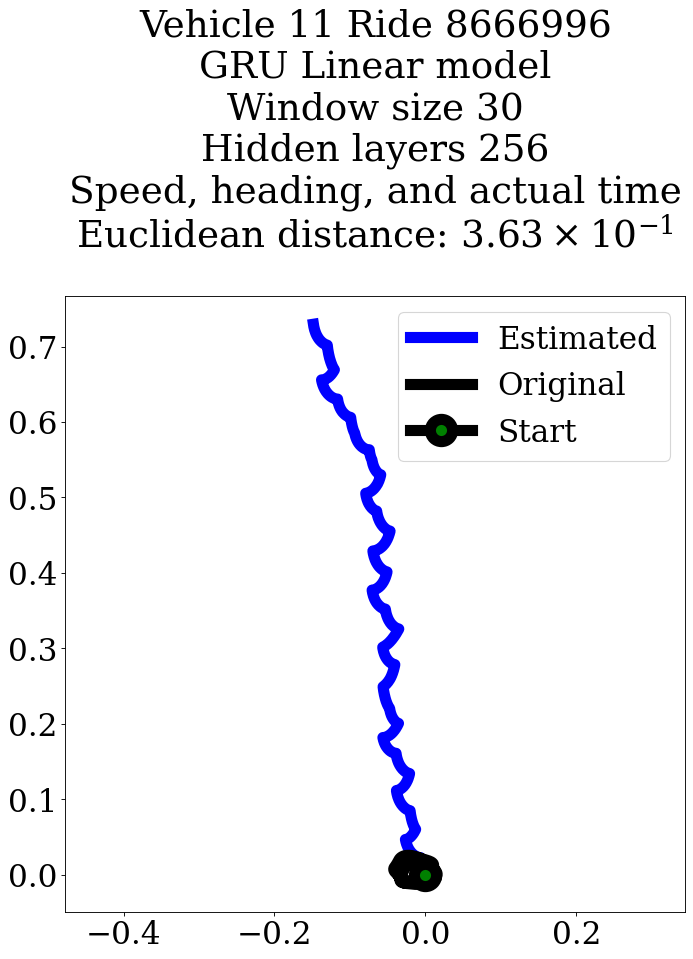 Vehicle 11 Ride 8666996
GRU Linear model
Window size 30
Hidden layers 256
Speed, heading, and actual time
Euclidean distance: 3.63 × 10⁻¹
Estimated
Original
Start
0.7
0.6
0.5
0.4
0.3
0.2
0.1
0.0
−0.4 −0.2 0.0 0.2